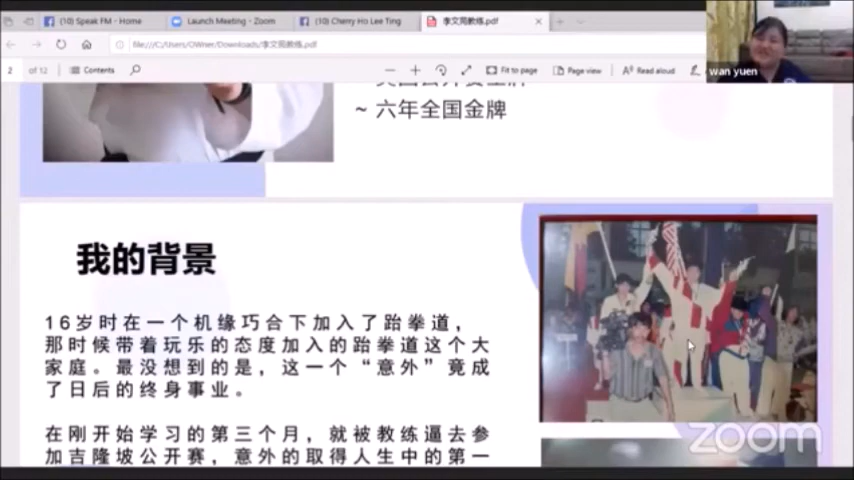 (10) Speak FM - Home
Launch Meeting - Zoom
(10) Cherry Ho Lee Ting
李文苑教练.pdf
file:///C:/Users/OWner/Downloads/李文苑教练.pdf
2 of 12
Contents
Fit to page
Page view
Read aloud
wan yuen
~ 六年全国金牌
我的背景
16岁时在一个机缘巧合下加入了跆拳道，
那时候带着玩乐的态度加入的跆拳道这个大
家庭。最没想到的是，这一个“意外”竟成
了日后的终身事业。
在刚开始学习的第三个月，就被教练逼去参
加吉隆坡公开赛，意外的取得人生中的第一
zoom